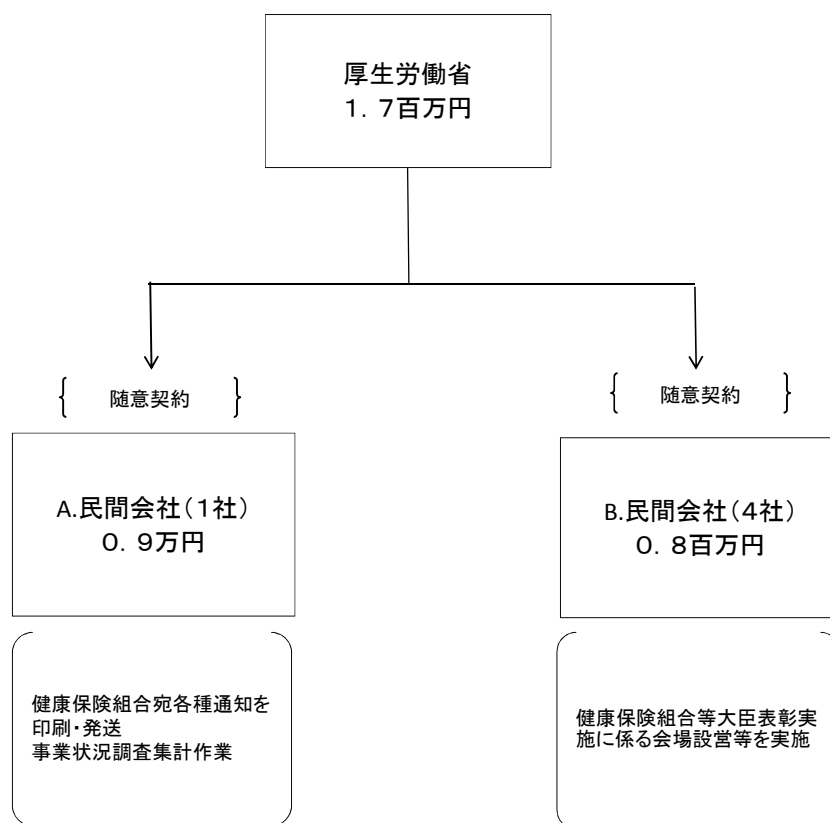 厚生労働省
１．７百万円
｛ 随意契約 ｝
｛ 随意契約 ｝
A.民間会社（１社）
０．９万円
B.民間会社（４社）
０．８百万円
健康保険組合宛各種通知を
印刷・発送
事業状況調査集計作業
健康保険組合等大臣表彰実
施に係る会場設営等を実施